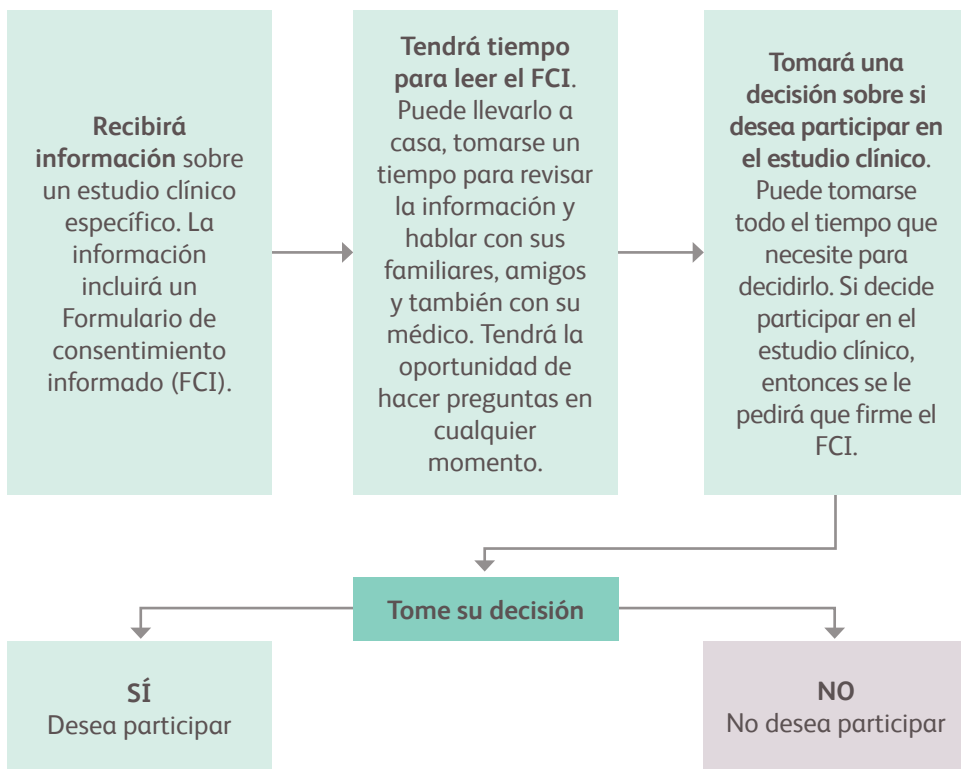 Recibirá
información sobre
un estudio clínico
específico. La
información
incluirá un
Formulario de
consentimiento
informado (FCI).
Tendrá tiempo
para leer el FCI.
Puede llevarlo a
casa, tomarse un
tiempo para revisar
la información y
hablar con sus
familiares, amigos
y también con su
médico. Tendrá la
oportunidad de
hacer preguntas en
cualquier
momento.
Tomará una
decisión sobre si
desea participar en
el estudio clínico.
Puede tomarse
todo el tiempo que
necesite para
decidirlo. Si decide
participar en el
estudio clínico,
entonces se le
pedirá que firme el
FCI.
Tome su decisión
SÍ
Desea participar
NO
No desea participar